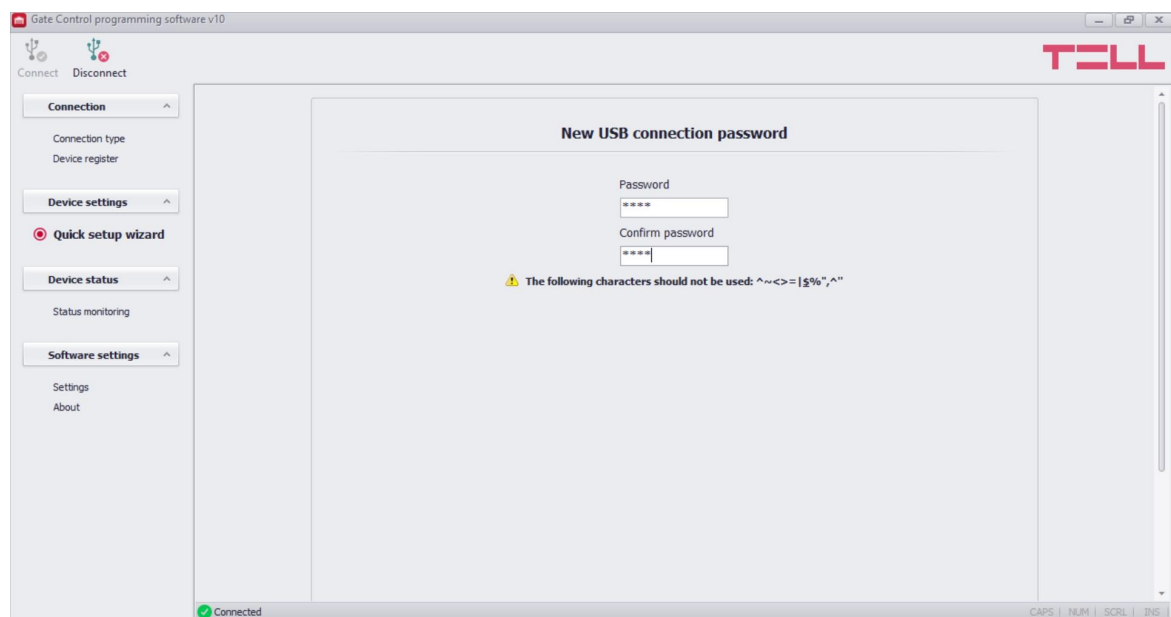 Gate Control programming software v10
Connect Disconnect
TELL
Connection
Connection type
Device register
Device settings
Quick setup wizard
Device status
Status monitoring
Software settings
Settings
About
New USB connection password
Password
****
Confirm password
****
The following characters should not be used: ^~<>=|$%",^"
Connected
CAPS | NUM | SCRL | INS